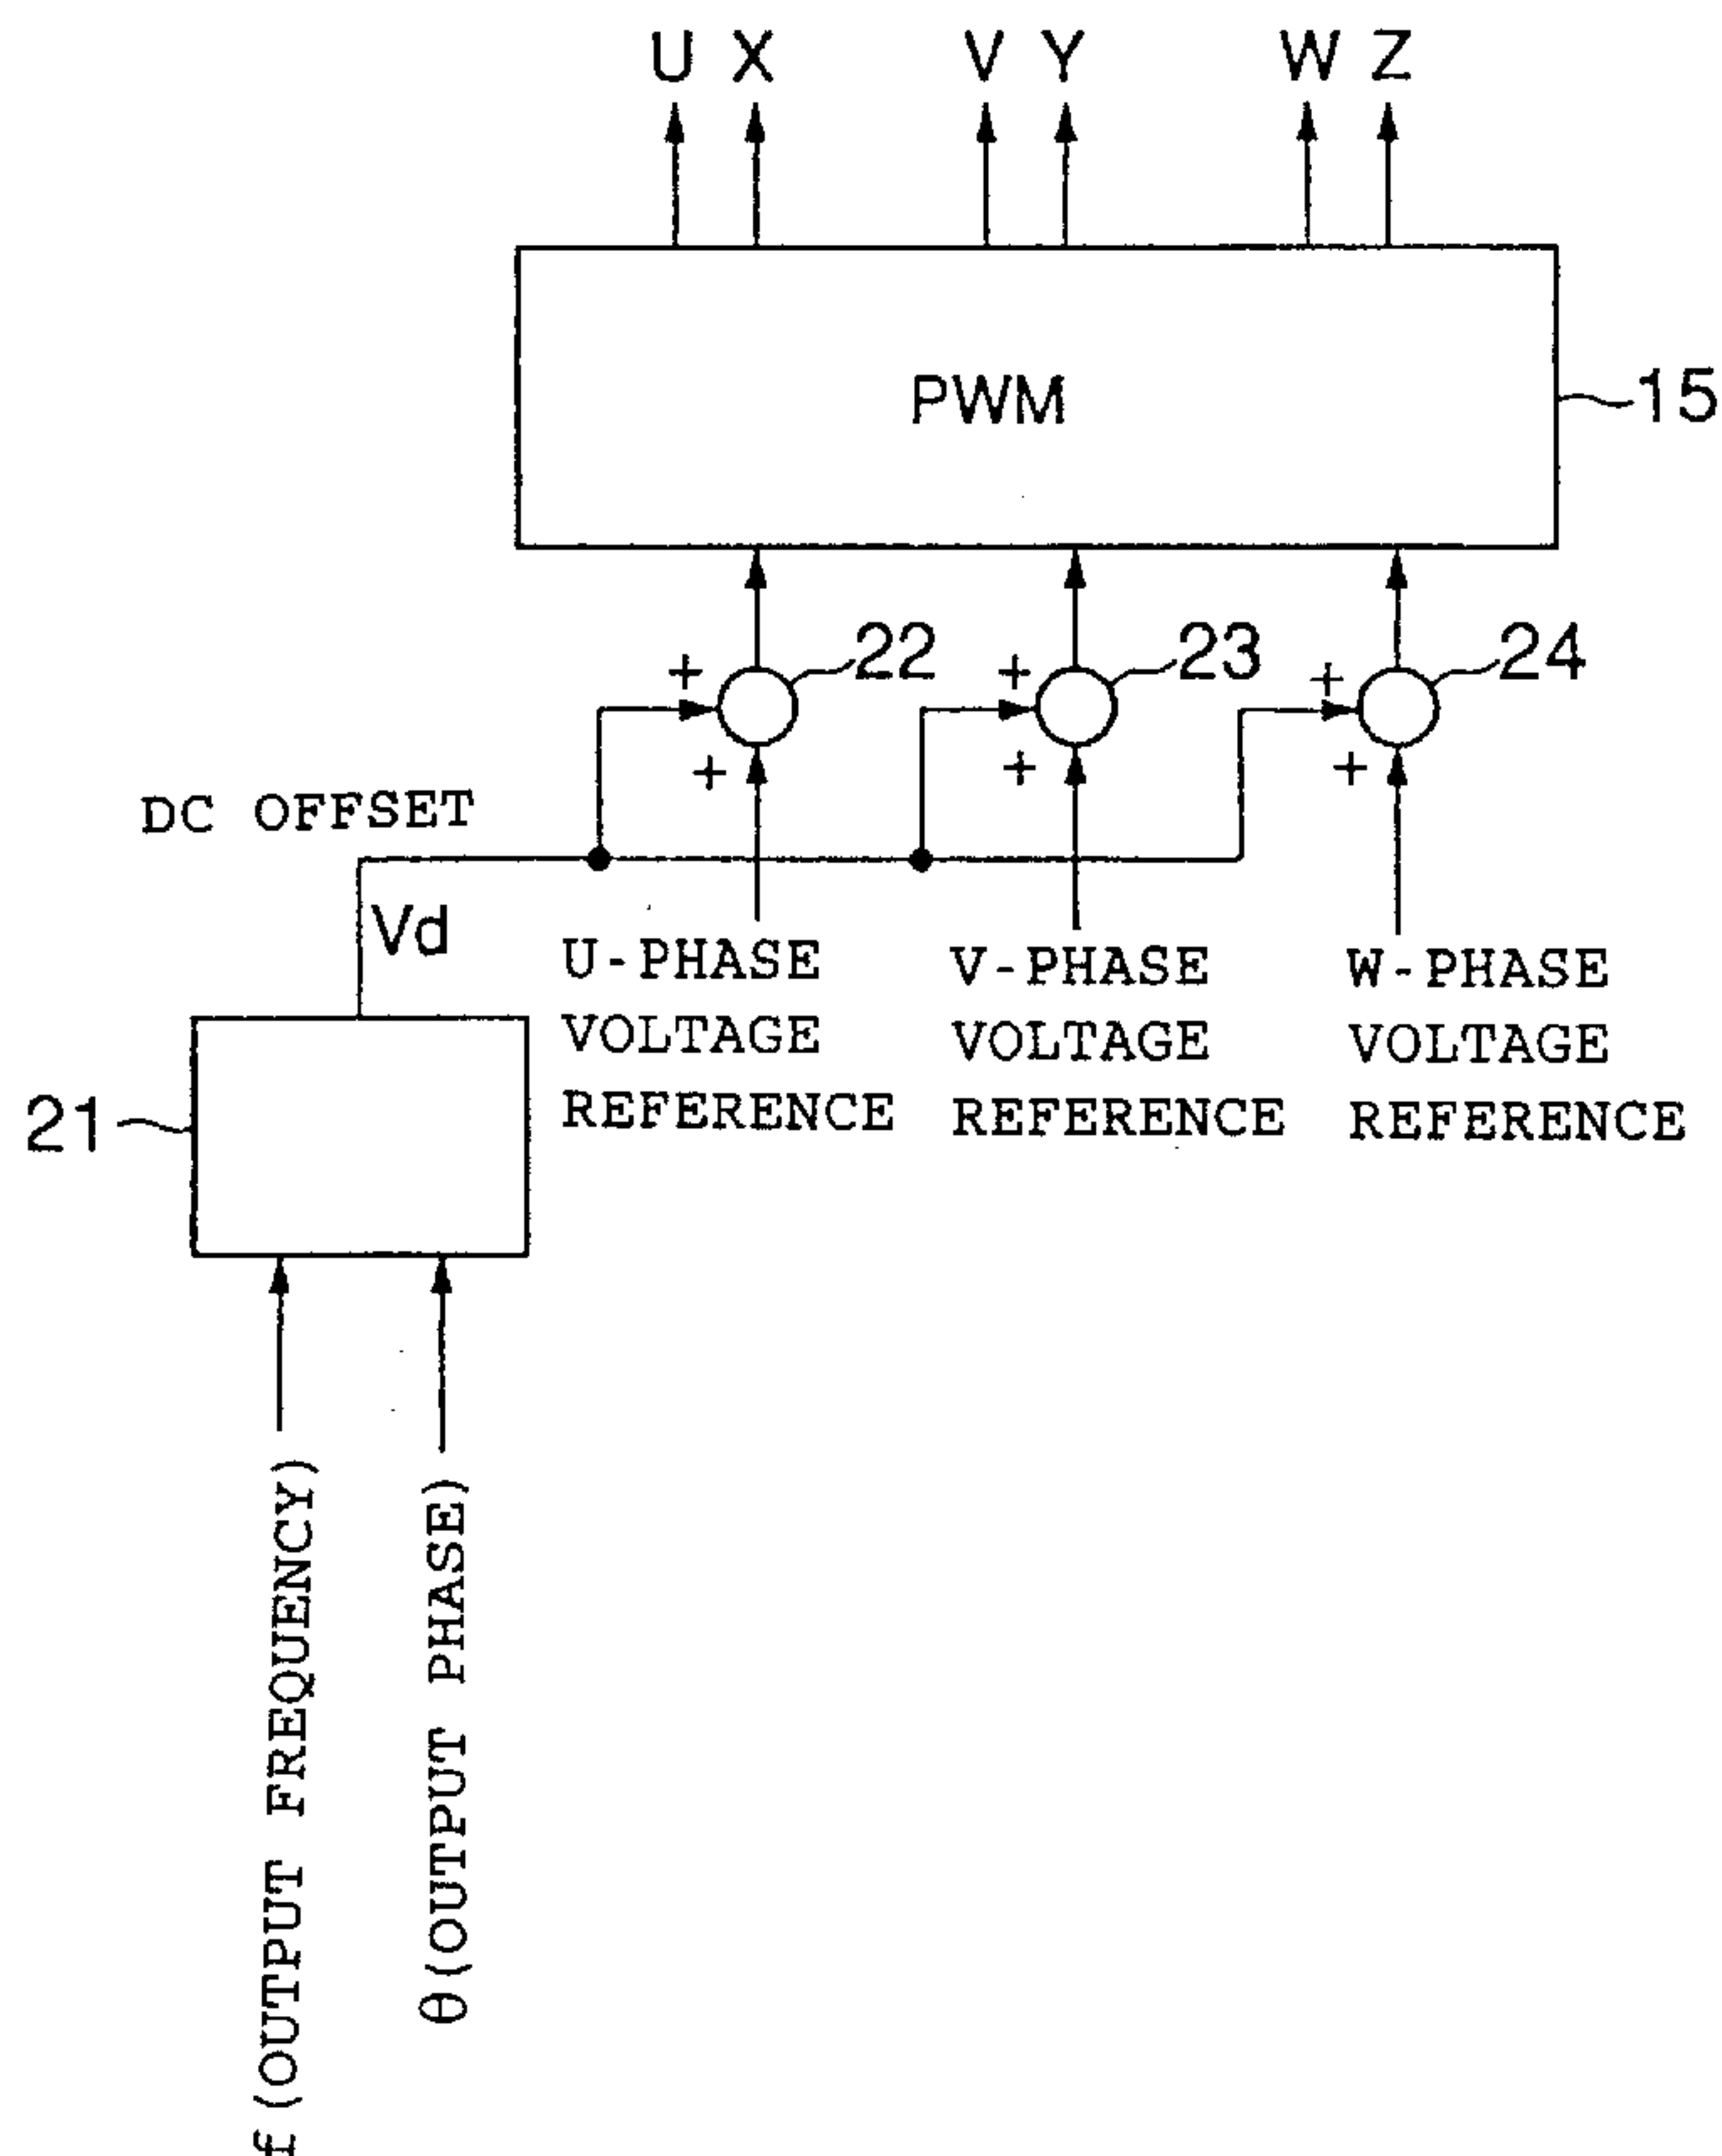 U X V Y W Z
PWM
15
22
23
24
+
+
+
+
+
+
DC OFFSET
Vd
U-PHASE
VOLTAGE
REFERENCE
V-PHASE
VOLTAGE
REFERENCE
W-PHASE
VOLTAGE
REFERENCE
21
f(OUTPUT FREQUENCY)
θ(OUTPUT PHASE)